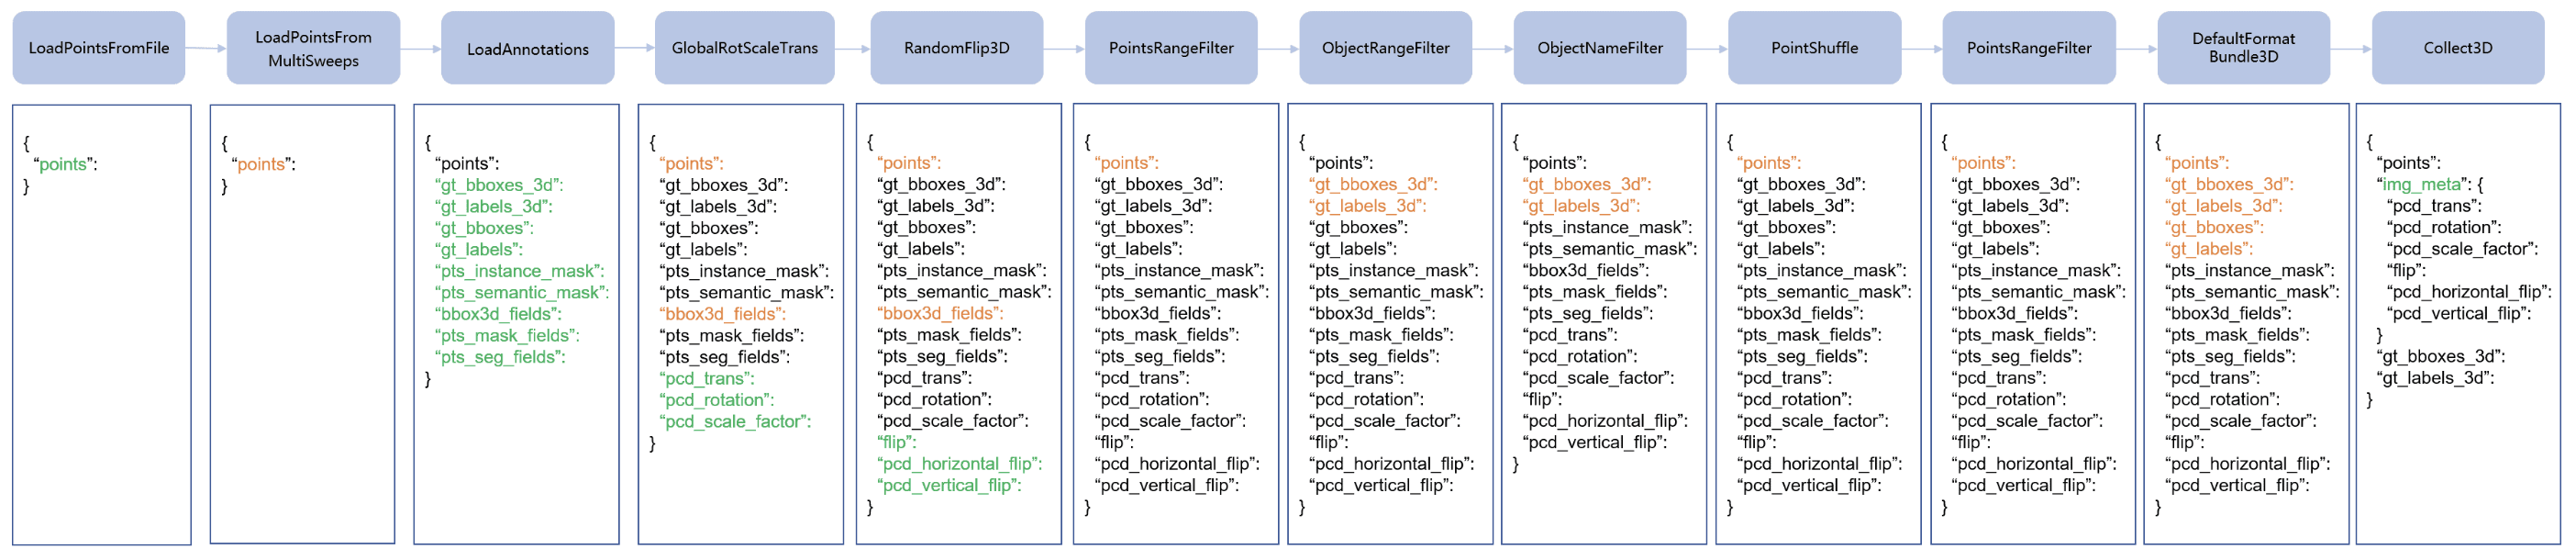 LoadPointsFromFile
LoadPointsFrom
MultiSweeps
LoadAnnotations
GlobalRotScaleTrans
RandomFlip3D
PointsRangeFilter
ObjectRangeFilter
ObjectNameFilter
PointShuffle
PointsRangeFilter
DefaultFormat
Bundle3D
Collect3D
{
“points”:
}
{
“points”:
}
{
“points”:
“gt_bboxes_3d”:
“gt_labels_3d”:
“gt_bboxes”:
“gt_labels”:
“pts_instance_mask”:
“pts_semantic_mask”:
“bbox3d_fields”:
“pts_mask_fields”:
“pts_seg_fields”:
}
{
“points”:
“gt_bboxes_3d”:
“gt_labels_3d”:
“gt_bboxes”:
“gt_labels”:
“pts_instance_mask”:
“pts_semantic_mask”:
“bbox3d_fields”:
“pts_mask_fields”:
“pts_seg_fields”:
“pcd_trans”:
“pcd_rotation”:
“pcd_scale_factor”:
}
{
“points”:
“gt_bboxes_3d”:
“gt_labels_3d”:
“gt_bboxes”:
“gt_labels”:
“pts_instance_mask”:
“pts_semantic_mask”:
“bbox3d_fields”:
“pts_mask_fields”:
“pts_seg_fields”:
“pcd_trans”:
“pcd_rotation”:
“pcd_scale_factor”:
“flip”:
“pcd_horizontal_flip”:
“pcd_vertical_flip”:
}
{
“points”:
“gt_bboxes_3d”:
“gt_labels_3d”:
“gt_bboxes”:
“gt_labels”:
“pts_instance_mask”:
“pts_semantic_mask”:
“bbox3d_fields”:
“pts_mask_fields”:
“pts_seg_fields”:
“pcd_trans”:
“pcd_rotation”:
“pcd_scale_factor”:
“flip”:
“pcd_horizontal_flip”:
“pcd_vertical_flip”:
}
{
“points”:
“gt_bboxes_3d”:
“gt_labels_3d”:
“gt_bboxes”:
“gt_labels”:
“pts_instance_mask”:
“pts_semantic_mask”:
“bbox3d_fields”:
“pts_mask_fields”:
“pts_seg_fields”:
“pcd_trans”:
“pcd_rotation”:
“pcd_scale_factor”:
“flip”:
“pcd_horizontal_flip”:
“pcd_vertical_flip”:
}
{
“points”:
“gt_bboxes_3d”:
“gt_labels_3d”:
“pts_instance_mask”:
“pts_semantic_mask”:
“bbox3d_fields”:
“pts_mask_fields”:
“pts_seg_fields”:
“pcd_trans”:
“pcd_rotation”:
“pcd_scale_factor”:
“flip”:
“pcd_horizontal_flip”:
“pcd_vertical_flip”:
}
{
“points”:
“gt_bboxes_3d”:
“gt_labels_3d”:
“gt_bboxes”:
“gt_labels”:
“pts_instance_mask”:
“pts_semantic_mask”:
“bbox3d_fields”:
“pts_mask_fields”:
“pts_seg_fields”:
“pcd_trans”:
“pcd_rotation”:
“pcd_scale_factor”:
“flip”:
“pcd_horizontal_flip”:
“pcd_vertical_flip”:
}
{
“points”:
“gt_bboxes_3d”:
“gt_labels_3d”:
“gt_bboxes”:
“gt_labels”:
“pts_instance_mask”:
“pts_semantic_mask”:
“bbox3d_fields”:
“pts_mask_fields”:
“pts_seg_fields”:
“pcd_trans”:
“pcd_rotation”:
“pcd_scale_factor”:
“flip”:
“pcd_horizontal_flip”:
“pcd_vertical_flip”:
}
{
“points”:
“gt_bboxes_3d”:
“gt_labels_3d”:
“gt_bboxes”:
“gt_labels”:
“pts_instance_mask”:
“pts_semantic_mask”:
“bbox3d_fields”:
“pts_mask_fields”:
“pts_seg_fields”:
“pcd_trans”:
“pcd_rotation”:
“pcd_scale_factor”:
“flip”:
“pcd_horizontal_flip”:
“pcd_vertical_flip”:
}
{
“points”:
“img_meta”: {
“pcd_trans”:
“pcd_rotation”:
“pcd_scale_factor”:
“flip”:
“pcd_horizontal_flip”:
“pcd_vertical_flip”:
}
“gt_bboxes_3d”:
“gt_labels_3d”:
}